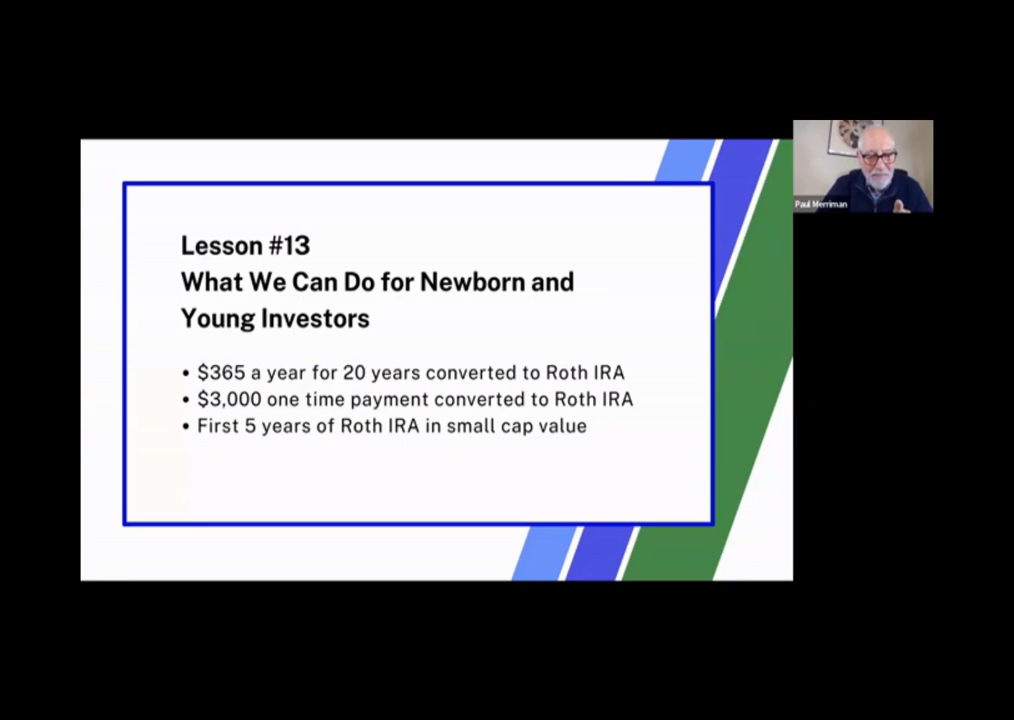 Lesson #13
What We Can Do for Newborn and
Young Investors
• $365 a year for 20 years converted to Roth IRA
• $3,000 one time payment converted to Roth IRA
• First 5 years of Roth IRA in small cap value
Paul Merriman